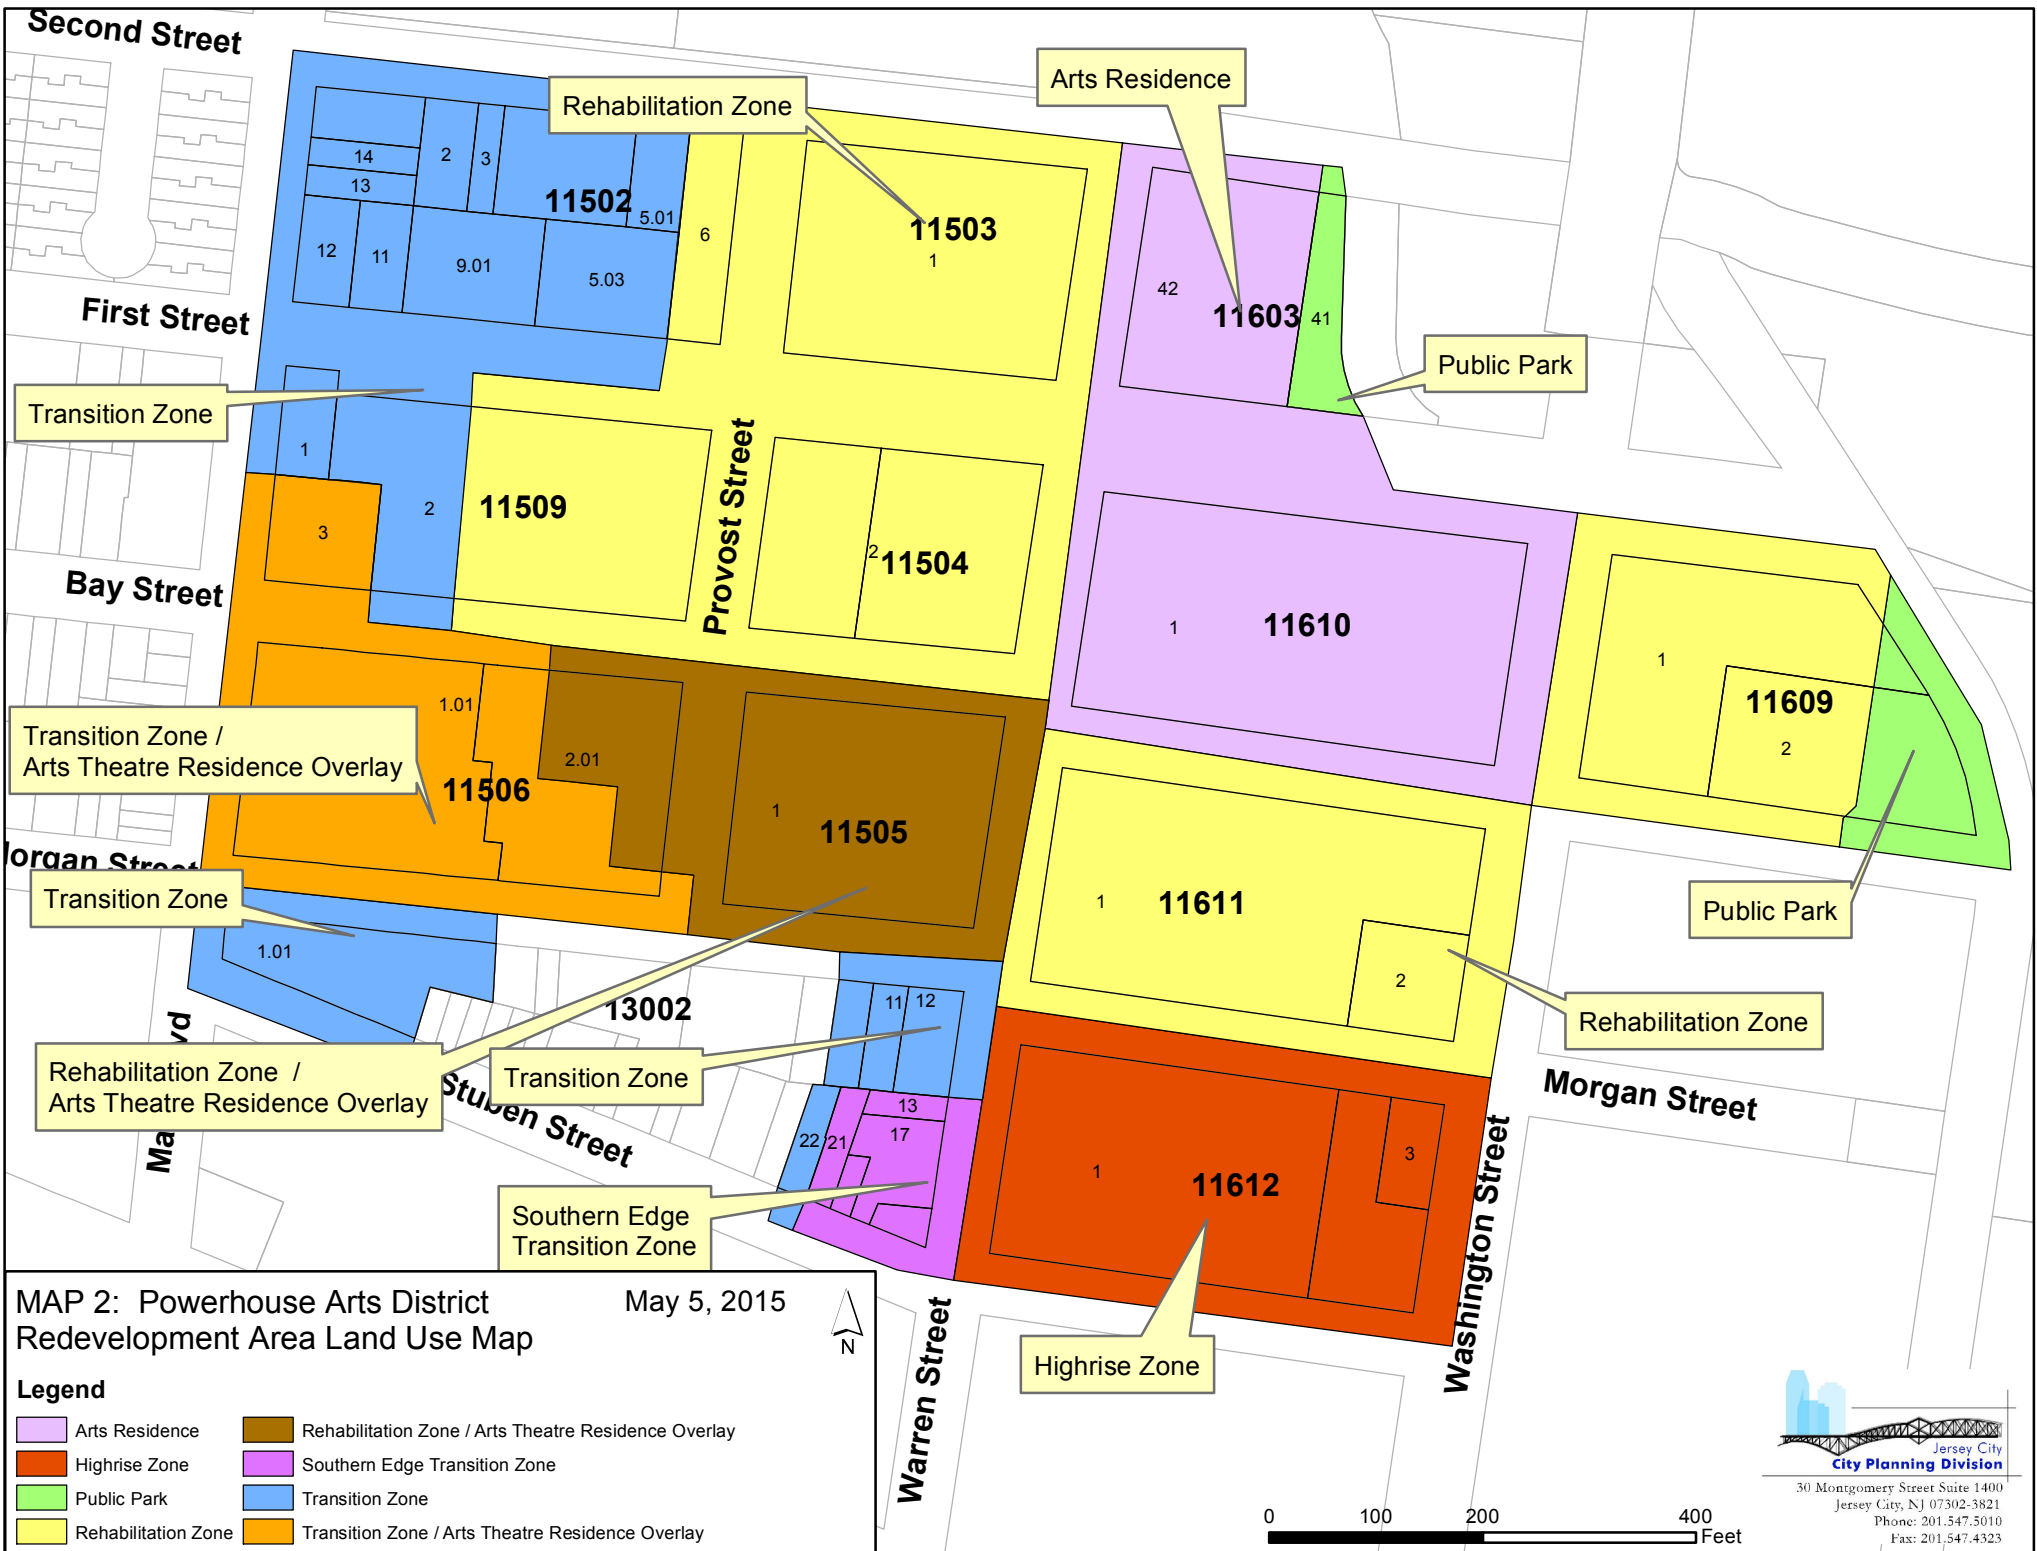 Second Street
Rehabilitation Zone
Arts Residence
14
2
3
13
11502
5.01
6
11503
1
12
11
9.01
5.03
42
11603
41
First Street
Public Park
Transition Zone
1
2
11509
3
Provost Street
2
11504
Bay Street
1
11610
1
11609
2
1.01
Transition Zone /
Arts Theatre Residence Overlay
2.01
11506
1
11505
Morgan Street
Transition Zone
1.01
1
11611
2
Public Park
13002
11
12
Rehabilitation Zone
Rehabilitation Zone /
Arts Theatre Residence Overlay
Transition Zone
Stuben Street
Ma
vd
13
17
22
21
Morgan Street
1
11612
3
Southern Edge
Transition Zone
Washington Street
Highrise Zone
Warren Street
MAP 2: Powerhouse Arts District
Redevelopment Area Land Use Map
May 5, 2015
N
Legend
Arts Residence
Highrise Zone
Public Park
Rehabilitation Zone
Rehabilitation Zone / Arts Theatre Residence Overlay
Southern Edge Transition Zone
Transition Zone
Transition Zone / Arts Theatre Residence Overlay
0 100 200 400
Feet
Jersey City
City Planning Division
30 Montgomery Street Suite 1400
Jersey City, NJ 07302-3821
Phone: 201.547.5010
Fax: 201.547.4323